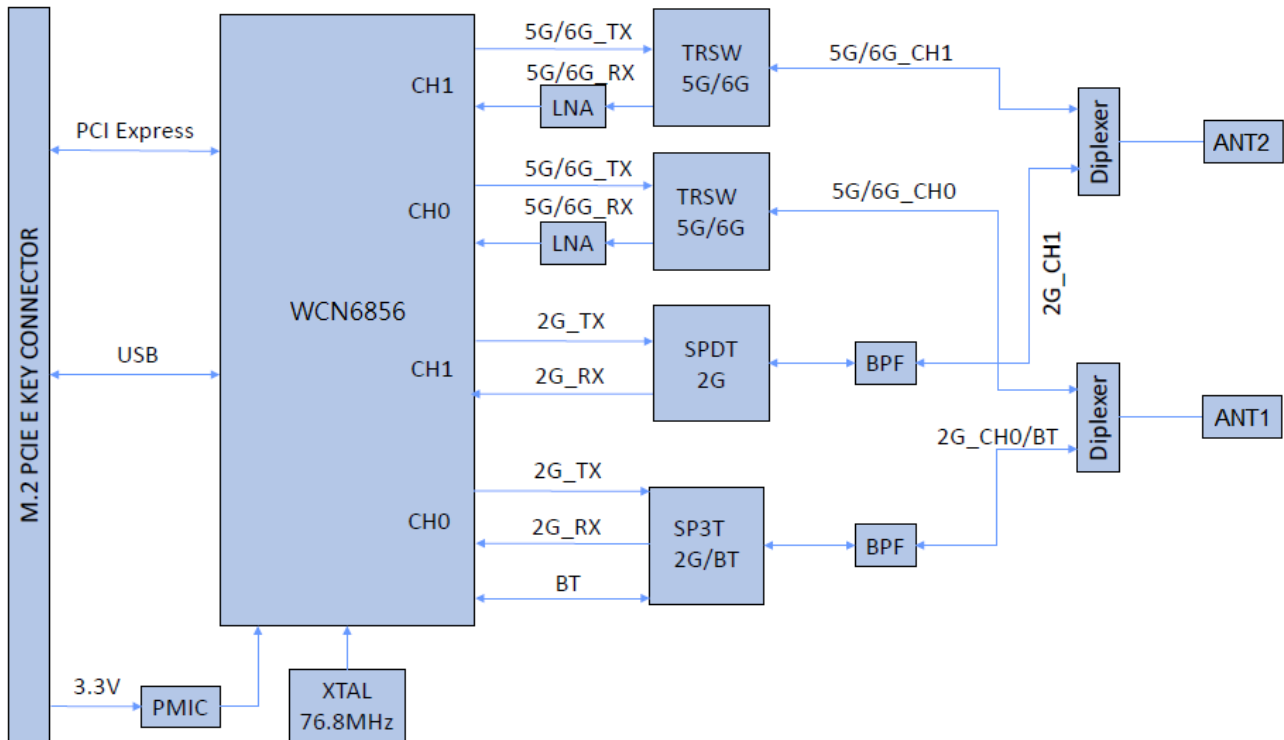 M.2 PCIE E KEY CONNECTOR
PCI Express
USB
3.3V
PMIC
XTAL
76.8MHz
WCN6856
CH1
CH0
CH1
CH0
5G/6G_TX
5G/6G_RX
LNA
TRSW
5G/6G
5G/6G_CH1
5G/6G_TX
5G/6G_RX
LNA
TRSW
5G/6G
5G/6G_CH0
2G_TX
2G_RX
SPDT
2G
BPF
2G_CH1
2G_TX
2G_RX
BT
SP3T
2G/BT
BPF
2G_CH0/BT
Diplexer
ANT2
Diplexer
ANT1